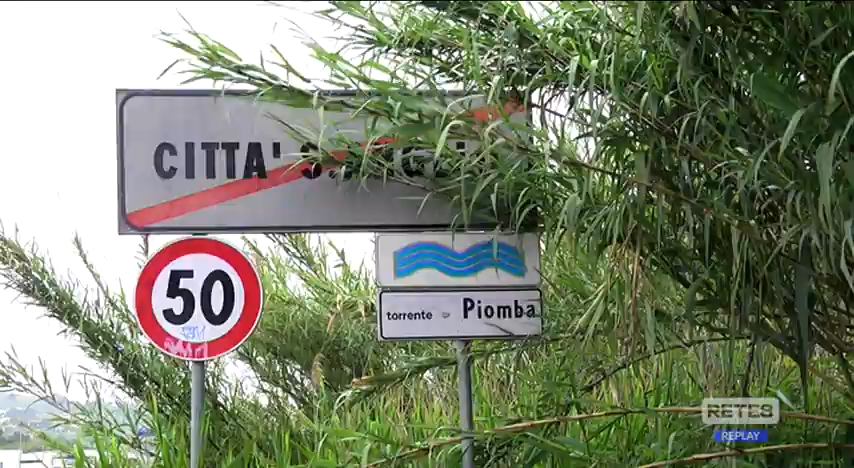 CITTA' S.
50
torrente Piomba
RETE8
REPLAY